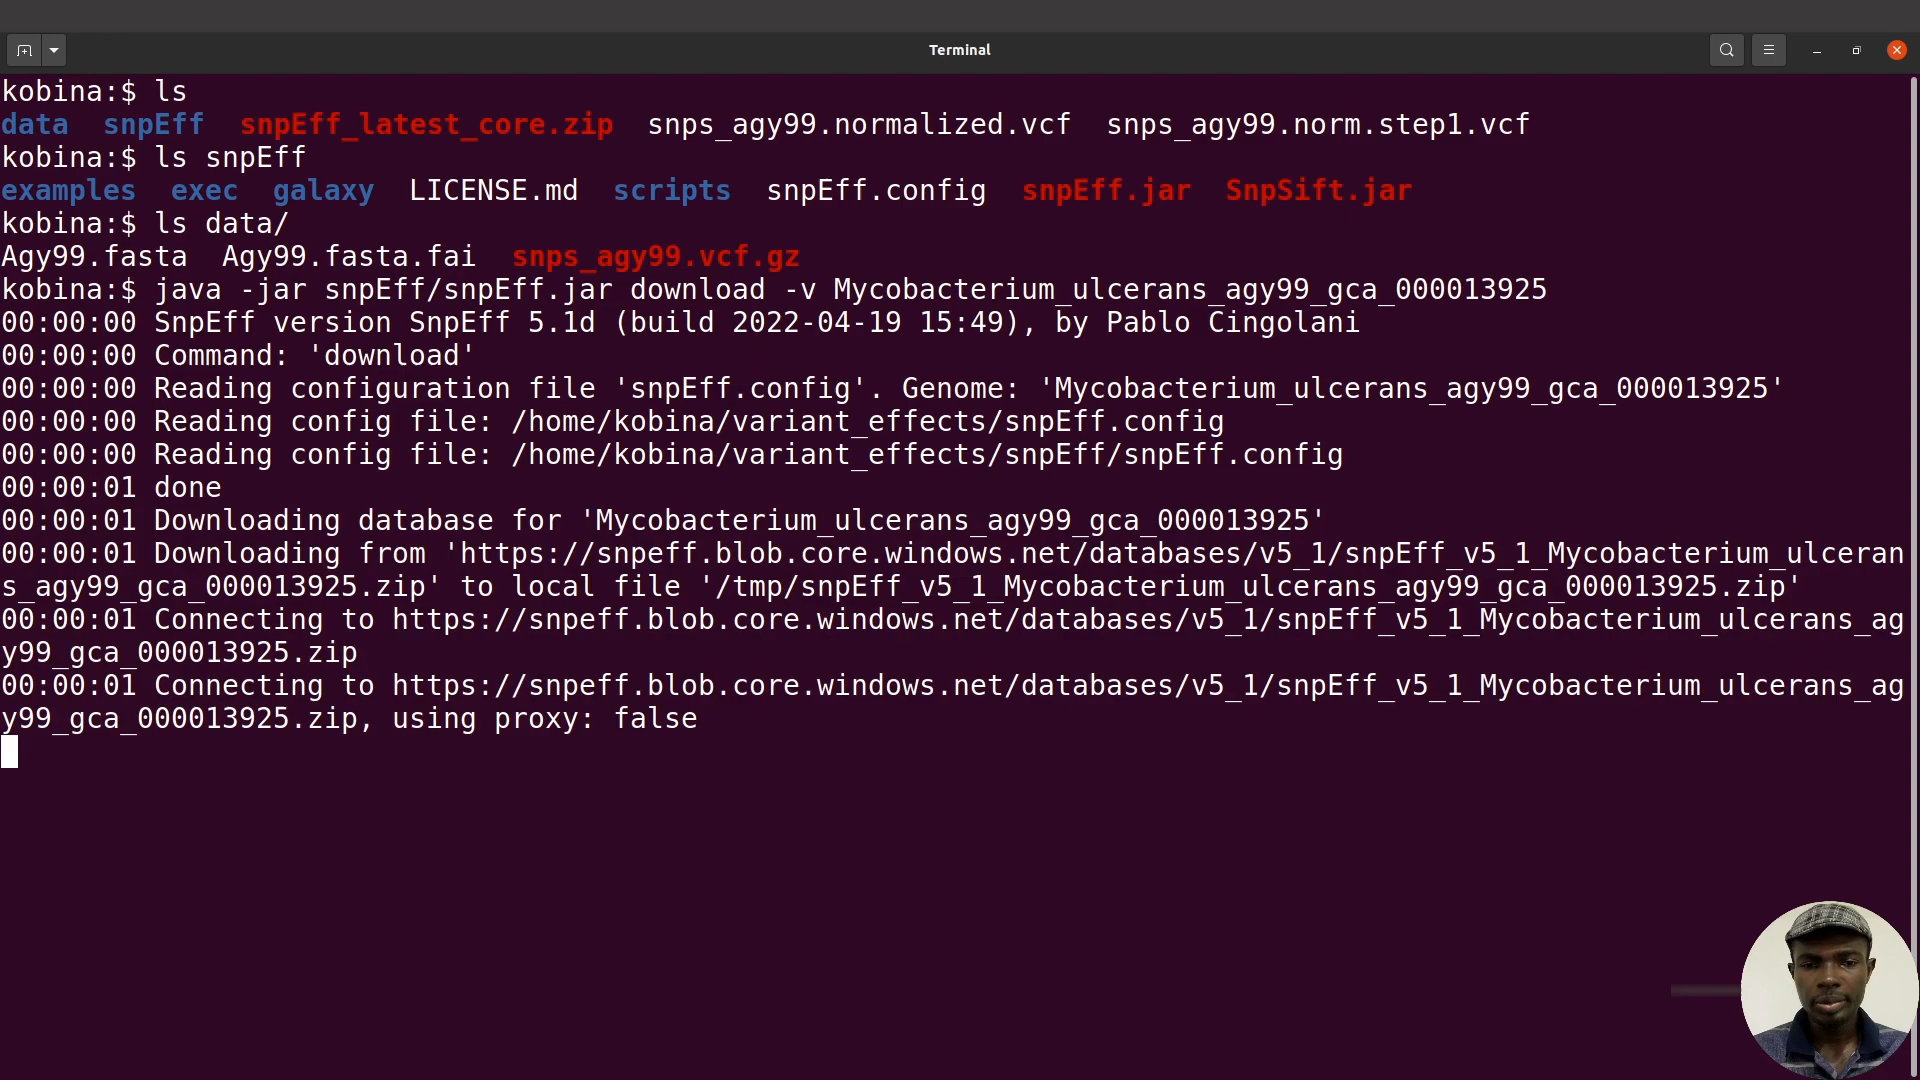 Terminal
kobina:$ ls
data  snpEff  snpEff_latest_core.zip  snps_agy99.normalized.vcf  snps_agy99.norm.step1.vcf
kobina:$ ls snpEff
examples  exec  galaxy  LICENSE.md  scripts  snpEff.config  snpEff.jar  SnpSift.jar
kobina:$ ls data/
Agy99.fasta  Agy99.fasta.fai  snps_agy99.vcf.gz
kobina:$ java -jar snpEff/snpEff.jar download -v Mycobacterium_ulcerans_agy99_gca_000013925
00:00:00 SnpEff version SnpEff 5.1d (build 2022-04-19 15:49), by Pablo Cingolani
00:00:00 Command: 'download'
00:00:00 Reading configuration file 'snpEff.config'. Genome: 'Mycobacterium_ulcerans_agy99_gca_000013925'
00:00:00 Reading config file: /home/kobina/variant_effects/snpEff.config
00:00:00 Reading config file: /home/kobina/variant_effects/snpEff/snpEff.config
00:00:01 done
00:00:01 Downloading database for 'Mycobacterium_ulcerans_agy99_gca_000013925'
00:00:01 Downloading from 'https://snpeff.blob.core.windows.net/databases/v5_1/snpEff_v5_1_Mycobacterium_ulceran
s_agy99_gca_000013925.zip' to local file '/tmp/snpEff_v5_1_Mycobacterium_ulcerans_agy99_gca_000013925.zip'
00:00:01 Connecting to https://snpeff.blob.core.windows.net/databases/v5_1/snpEff_v5_1_Mycobacterium_ulcerans_ag
y99_gca_000013925.zip
00:00:01 Connecting to https://snpeff.blob.core.windows.net/databases/v5_1/snpEff_v5_1_Mycobacterium_ulcerans_ag
y99_gca_000013925.zip, using proxy: false